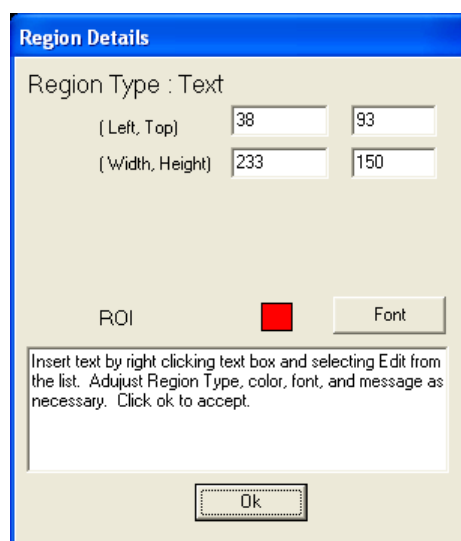 Region Details
Region Type : Text
( Left, Top) 38 93
( Width, Height) 233 150
ROI Font
Insert text by right clicking text box and selecting Edit from
the list. Adujust Region Type, color, font, and message as
necessary. Click ok to accept.
Ok